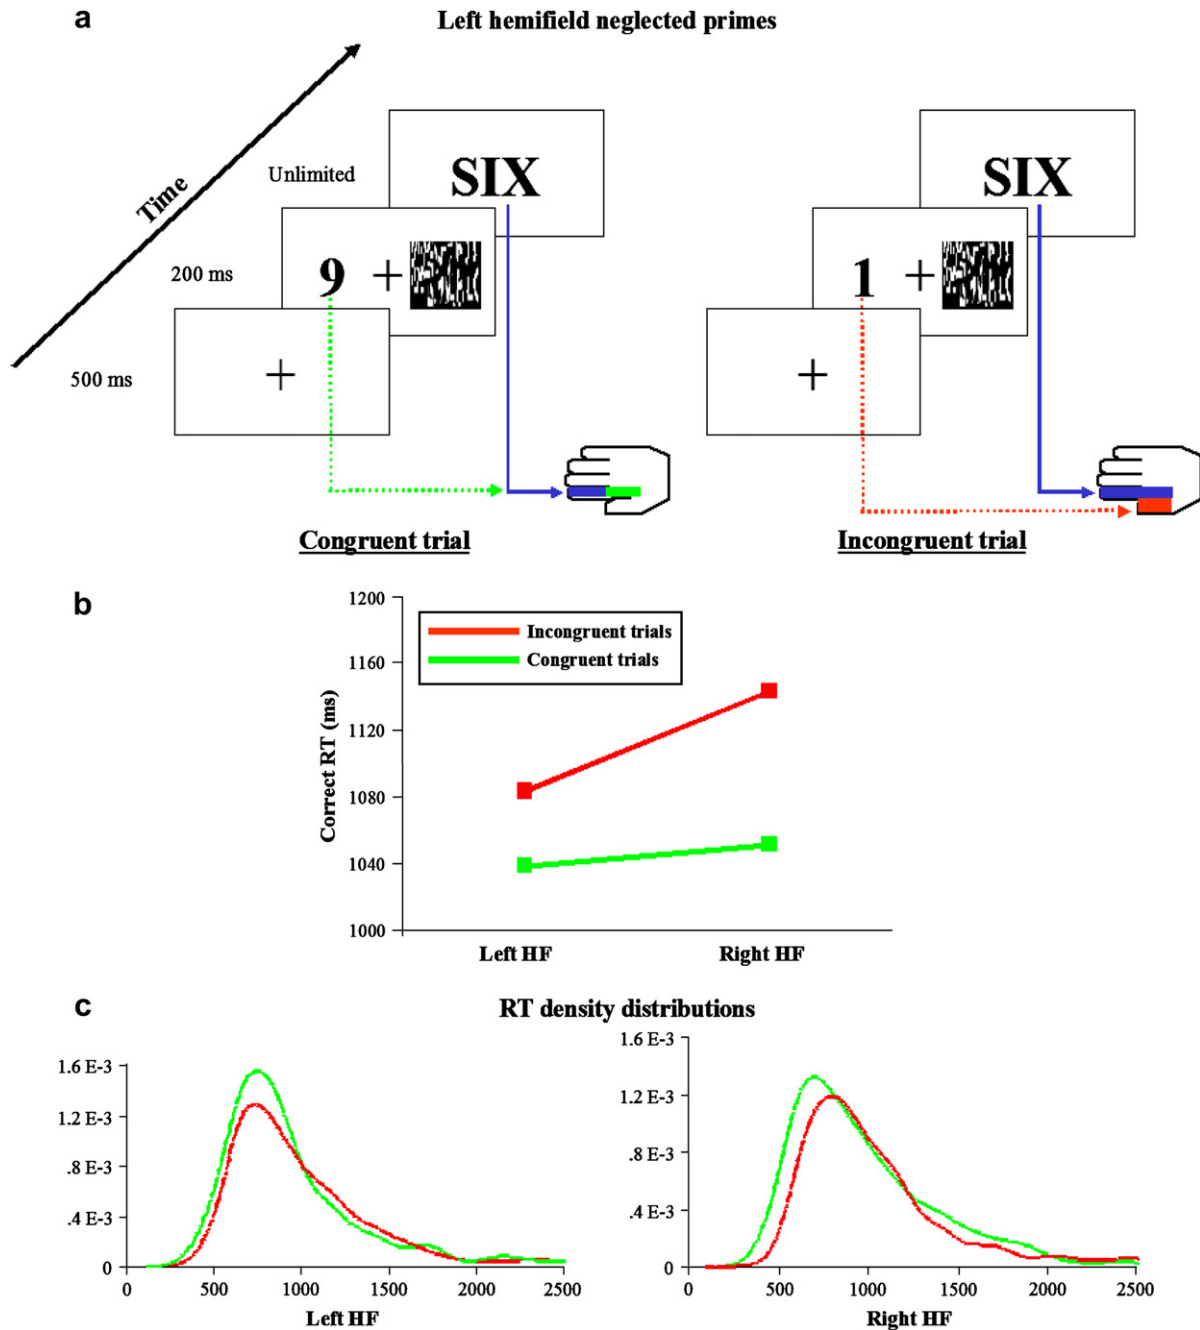 a
Left hemifield neglected primes
Time
Unlimited
SIX
SIX
200 ms
9 +
1 +
500 ms
+
+
Congruent trial
Incongruent trial
b
1200
1160
1120
1080
1040
1000
Correct RT (ms)
Incongruent trials
Congruent trials
Left HF
Right HF
c
RT density distributions
1.6 E-3
1.2 E-3
.8 E-3
.4 E-3
0
0 500 1000 1500 2000 2500
Left HF
1.6 E-3
1.2 E-3
.8 E-3
.4 E-3
0
0 500 1000 1500 2000 2500
Right HF